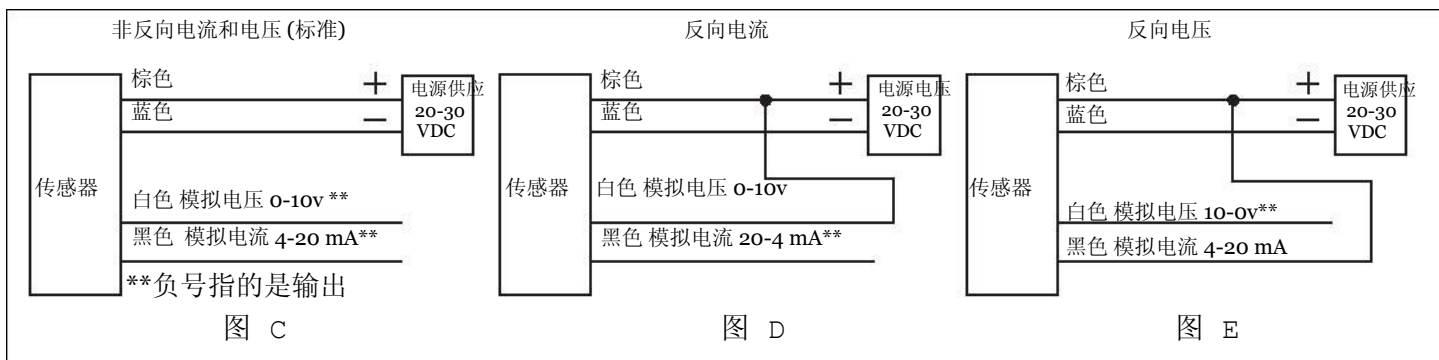 非反向电流和电压 (标准)
棕色
+
电源供应
20-30
VDC
蓝色
−
传感器
白色 模拟电压 0-10v **
黑色 模拟电流 4-20 mA**
**负号指的是输出
图 C
反向电流
棕色
+
电源电压
20-30
VDC
蓝色
−
传感器
白色 模拟电压 0-10v
黑色 模拟电流 20-4 mA**
图 D
反向电压
棕色
+
电源供应
20-30
VDC
蓝色
−
传感器
白色 模拟电压 10-0v**
黑色 模拟电流 4-20 mA
图 E